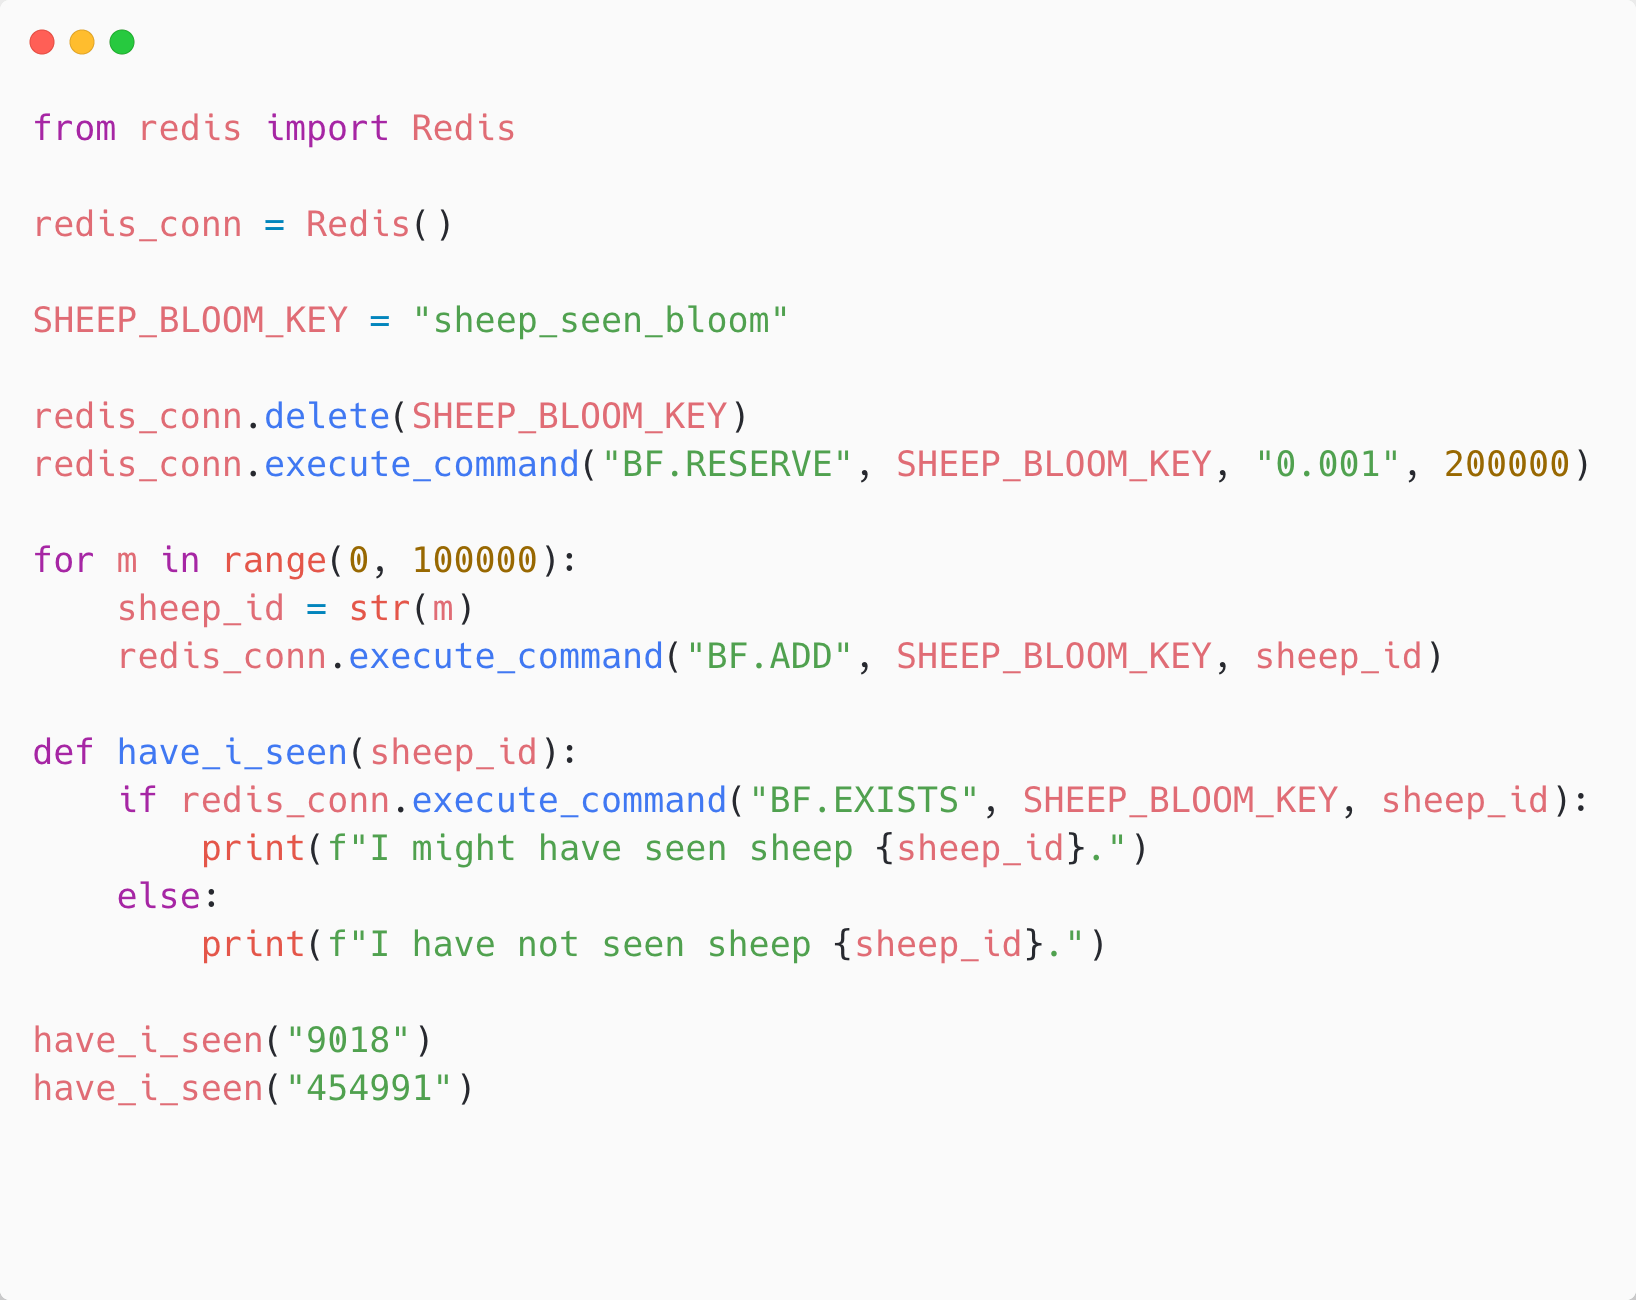 from redis import Redis
redis_conn = Redis()
SHEEP_BLOOM_KEY = "sheep_seen_bloom"
redis_conn.delete(SHEEP_BLOOM_KEY)
redis_conn.execute_command("BF.RESERVE", SHEEP_BLOOM_KEY, "0.001", 200000)
for m in range(0, 100000):
    sheep_id = str(m)
    redis_conn.execute_command("BF.ADD", SHEEP_BLOOM_KEY, sheep_id)
def have_i_seen(sheep_id):
    if redis_conn.execute_command("BF.EXISTS", SHEEP_BLOOM_KEY, sheep_id):
        print(f"I might have seen sheep {sheep_id}.")
    else:
        print(f"I have not seen sheep {sheep_id}.")
have_i_seen("9018")
have_i_seen("454991")